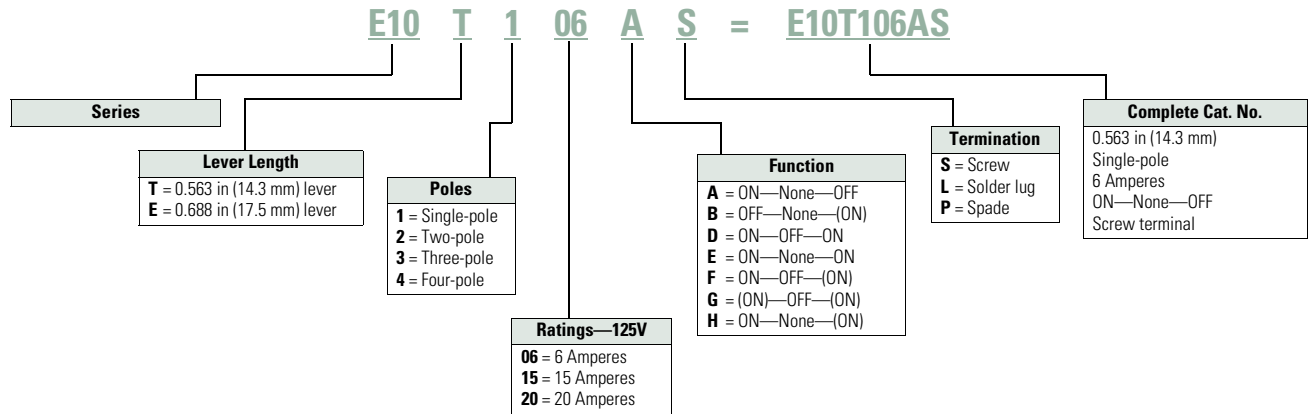 E10 T 1 06 A S = E10T106AS
Series
Lever Length
T = 0.563 in (14.3 mm) lever
E = 0.688 in (17.5 mm) lever
Poles
1 = Single-pole
2 = Two-pole
3 = Three-pole
4 = Four-pole
Ratings—125V
06 = 6 Amperes
15 = 15 Amperes
20 = 20 Amperes
Function
A = ON—None—OFF
B = OFF—None—(ON)
D = ON—OFF—ON
E = ON—None—ON
F = ON—OFF—(ON)
G = (ON)—OFF—(ON)
H = ON—None—(ON)
Termination
S = Screw
L = Solder lug
P = Spade
Complete Cat. No.
0.563 in (14.3 mm)
Single-pole
6 Amperes
ON—None—OFF
Screw terminal